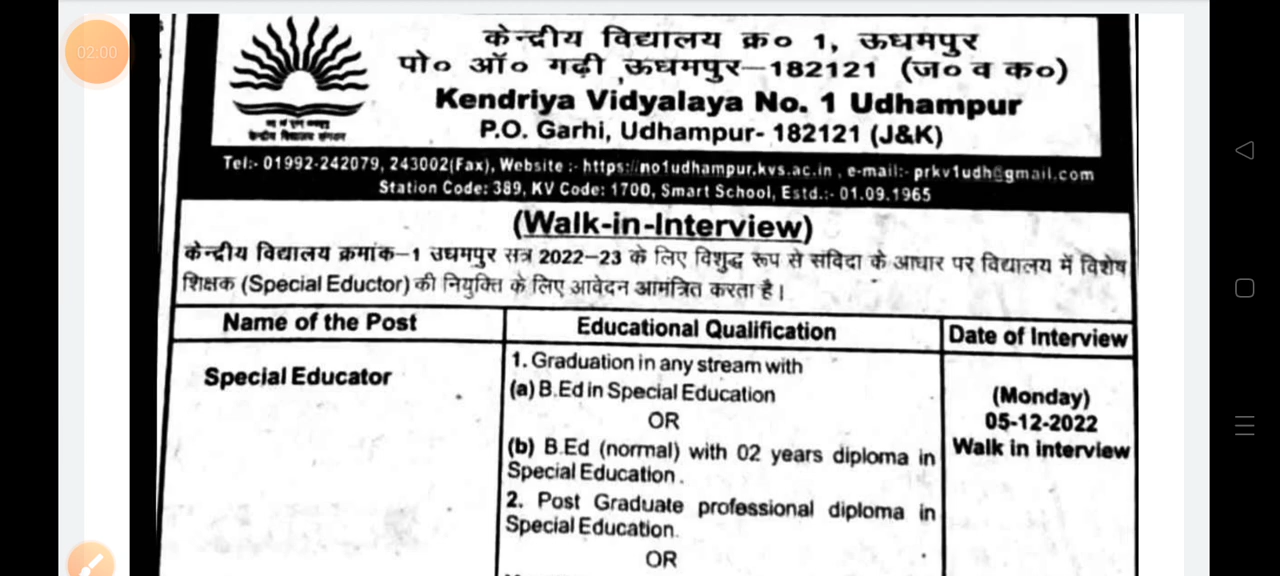 02:00
केन्द्रीय विद्यालय क्र० 1, ऊधमपुर
पो० ऑ० गढ़ी ऊधमपुर–182121 (ज० व क०)
Kendriya Vidyalaya No. 1 Udhampur
P.O. Garhi, Udhampur- 182121 (J&K)
केन्द्रीय विद्यालय संगठन
Tel:- 01992-242079, 243002(Fax), Website :- https://no1udhampur.kvs.ac.in , e-mail:- prkv1udh@gmail.com
Station Code: 389, KV Code: 1700, Smart School, Estd.:- 01.09.1965
(Walk-in-Interview)
केन्द्रीय विद्यालय क्रमांक–1 उधमपुर सत्र 2022–23 के लिए विशुद्ध रूप से संविदा के आधार पर विद्यालय में विशेष
शिक्षक (Special Eductor) की नियुक्ति के लिए आवेदन आमंत्रित करता है।
Name of the Post
Educational Qualification
Date of Interview
Special Educator
1. Graduation in any stream with
(a) B.Ed in Special Education
OR
(b) B.Ed (normal) with 02 years diploma in
Special Education.
2. Post Graduate professional diploma in
Special Education.
OR
(Monday)
05-12-2022
Walk in interview